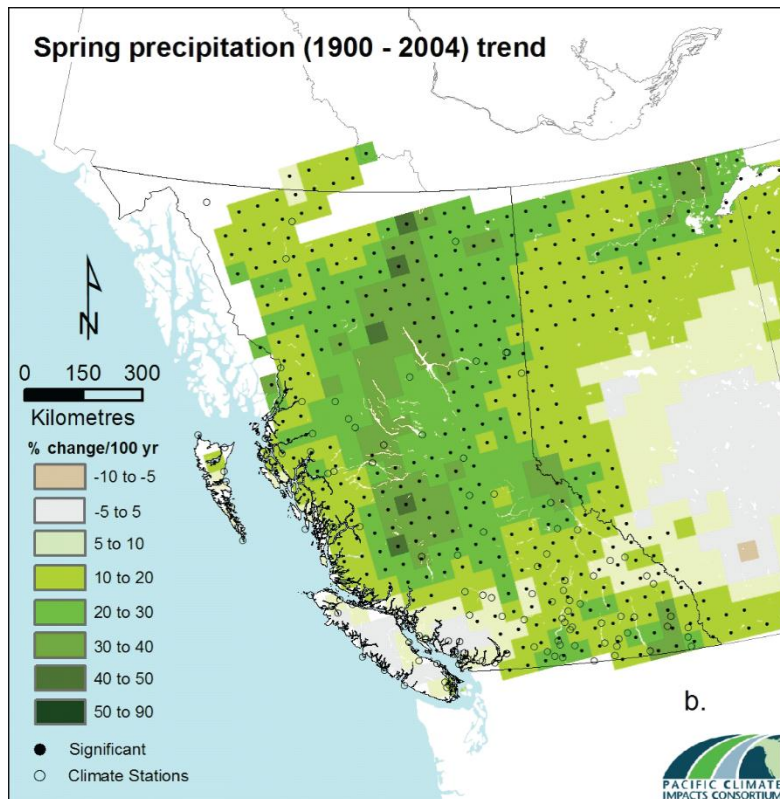 Spring precipitation (1900 - 2004) trend
N
0 150 300
Kilometres
% change/100 yr
-10 to -5
-5 to 5
5 to 10
10 to 20
20 to 30
30 to 40
40 to 50
50 to 90
Significant
Climate Stations
b.
PACIFIC CLIMATE
IMPACTS CONSORTIUM